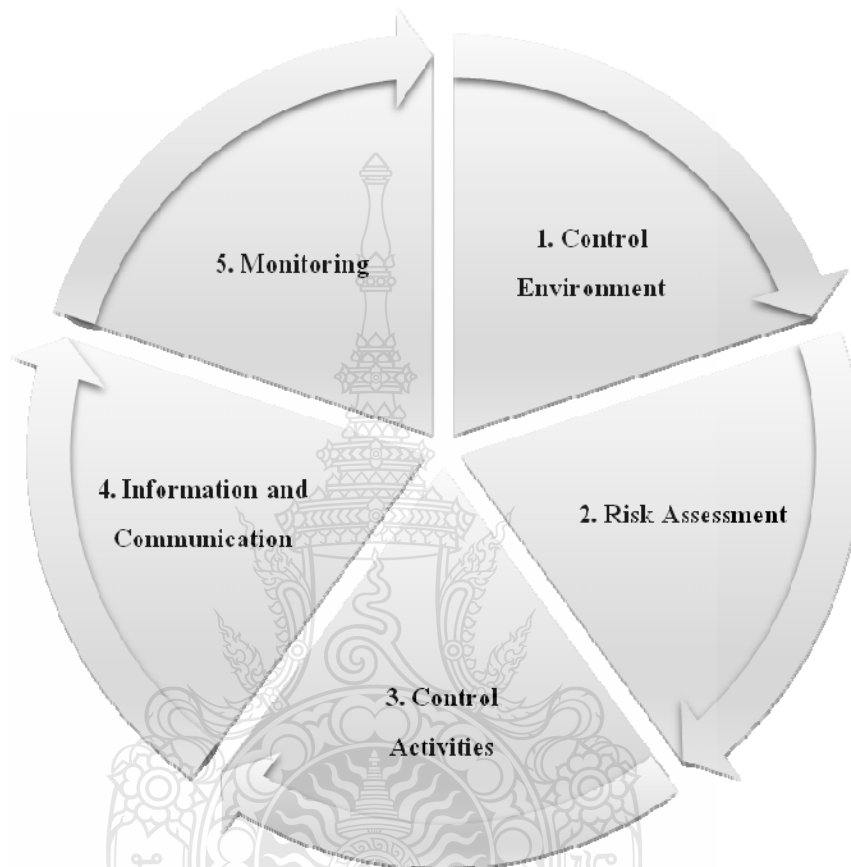 1. Control
Environment
2. Risk Assessment
3. Control
Activities
4. Information and
Communication
5. Monitoring